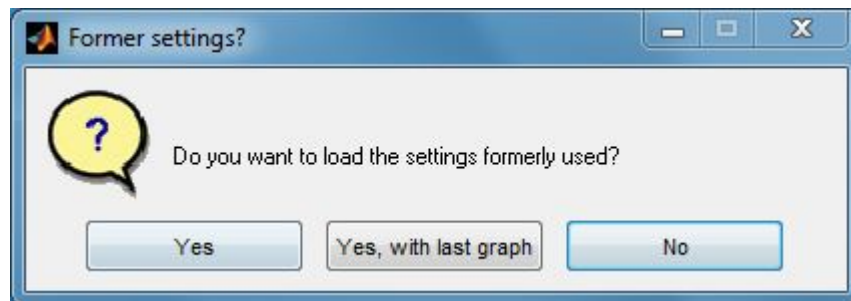 Former settings?
?
Do you want to load the settings formerly used?
Yes
Yes, with last graph
No